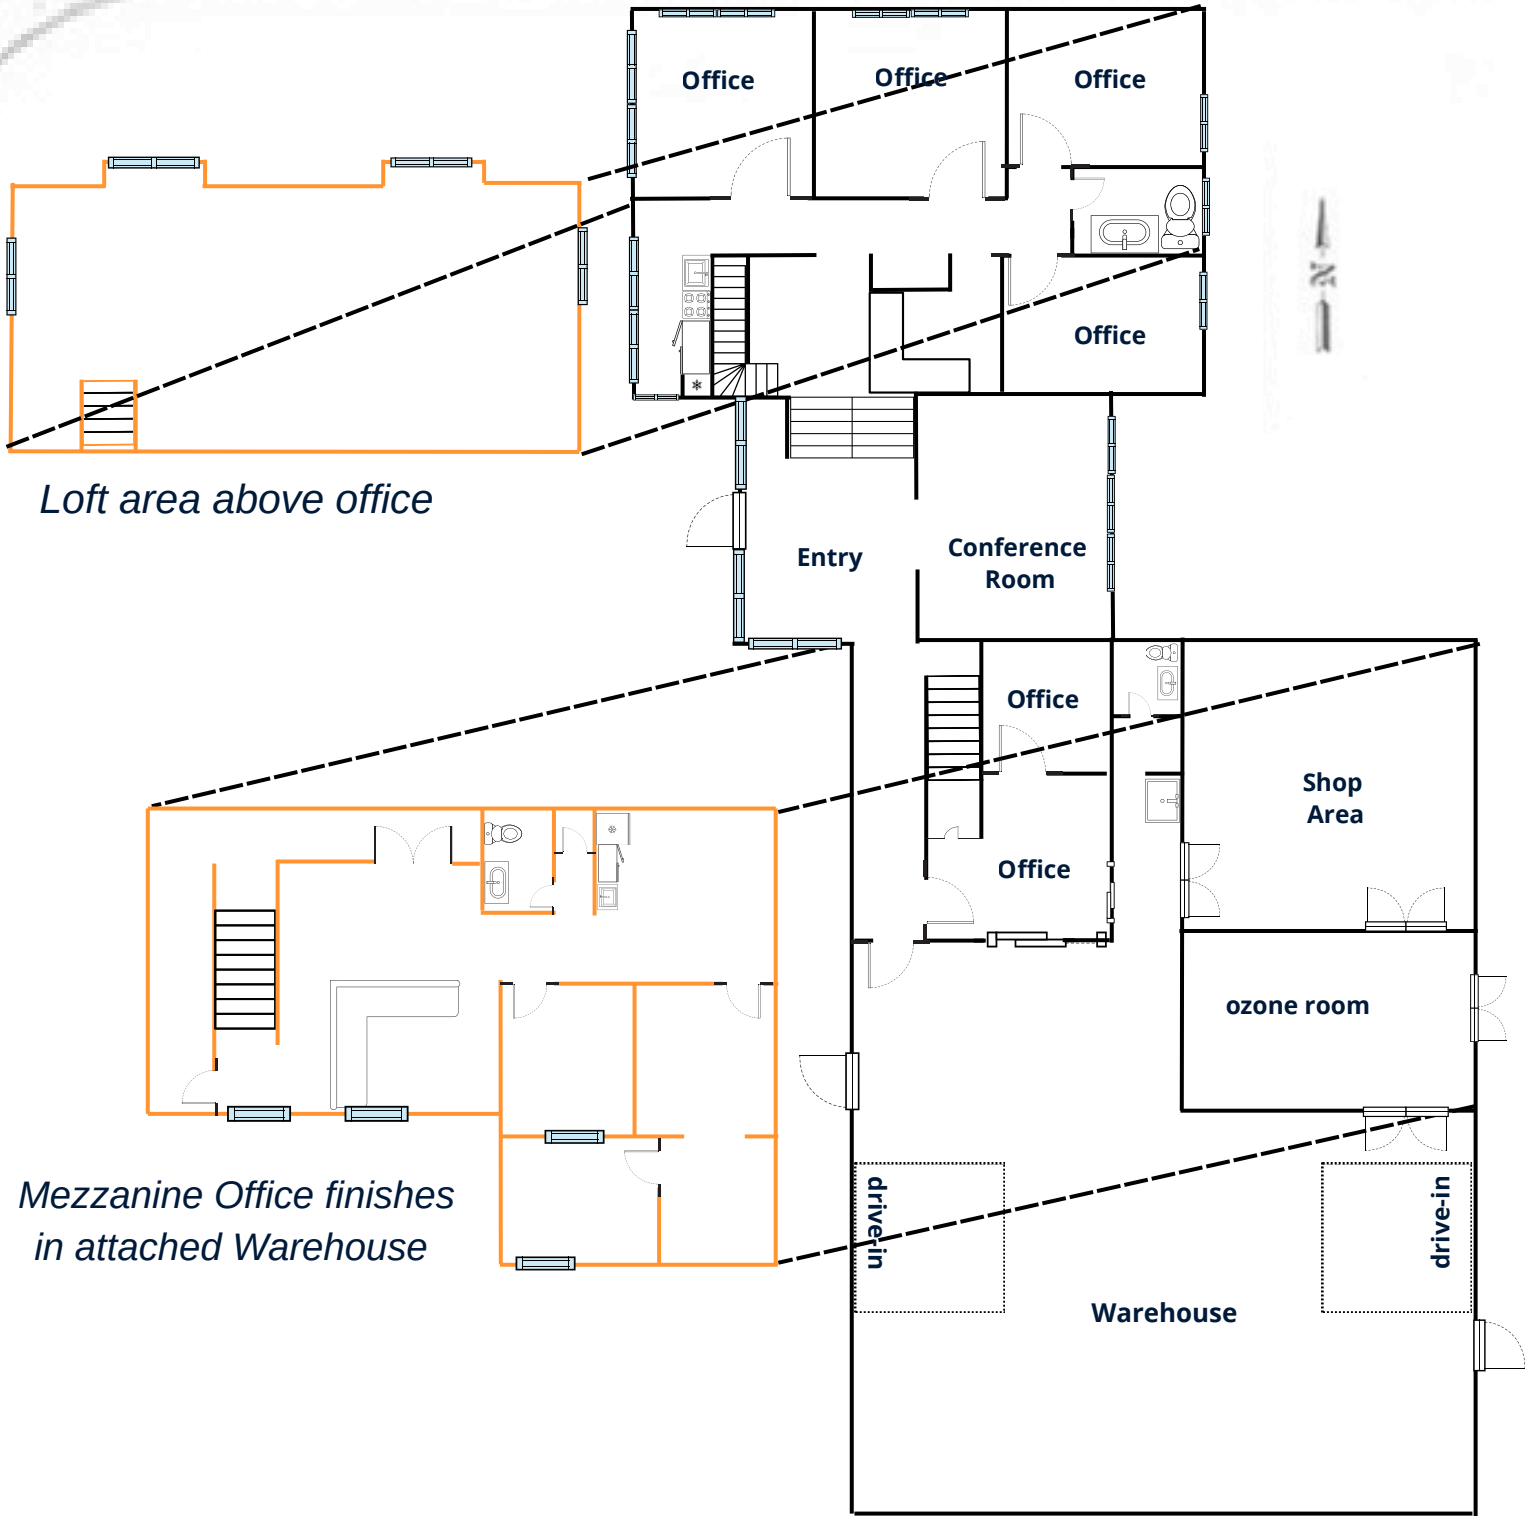 Office
Office
Office
N
Office
Loft area above office
Entry
Conference
Room
Office
Shop
Area
Office
ozone room
Mezzanine Office finishes
in attached Warehouse
drive-in
drive-in
Warehouse